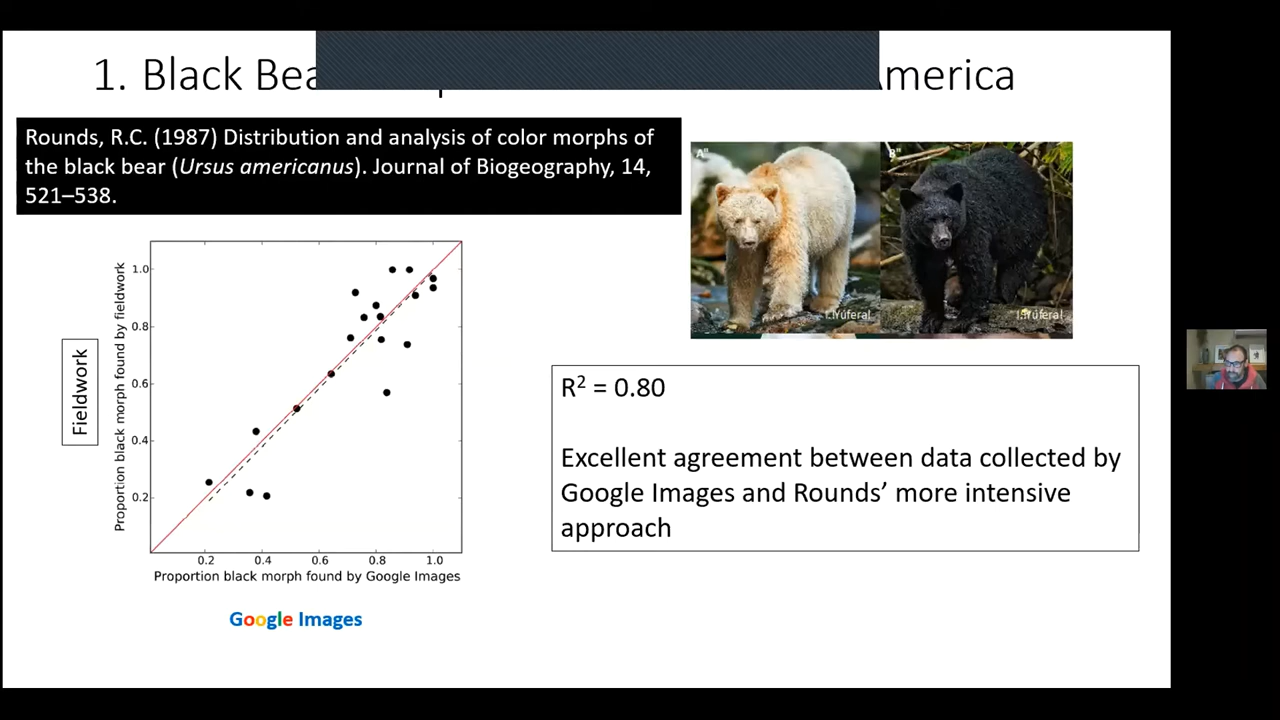 1. Black
America
Rounds, R.C. (1987) Distribution and analysis of color morphs of
the black bear (Ursus americanus). Journal of Biogeography, 14,
521–538.
A"
B"
I.Yúferal
I.Yúferal
Fieldwork
Proportion black morph found by fieldwork
1.0
0.8
0.6
0.4
0.2
0.2 0.4 0.6 0.8 1.0
Proportion black morph found by Google Images
Google Images
R² = 0.80
Excellent agreement between data collected by
Google Images and Rounds’ more intensive
approach